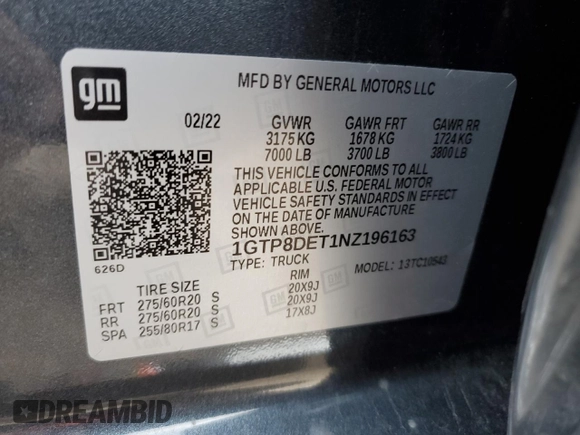 gm
MFD BY GENERAL MOTORS LLC
02/22 GVWR GAWR FRT GAWR RR
3175 KG 1678 KG 1724 KG
7000 LB 3700 LB 3800 LB
THIS VEHICLE CONFORMS TO ALL
APPLICABLE U.S. FEDERAL MOTOR
VEHICLE SAFETY STANDARDS IN
EFFECT ON THE DATE OF MANUFACTURE
SHOWN ABOVE.
1GTP8DET1NZ196163
626D TYPE: TRUCK MODEL: 13TC10543
TIRE SIZE RIM
FRT 275/60R20 S 20X9J
RR 275/60R20 S 20X9J
SPA 255/80R17 S 17X8J
DREAMBID